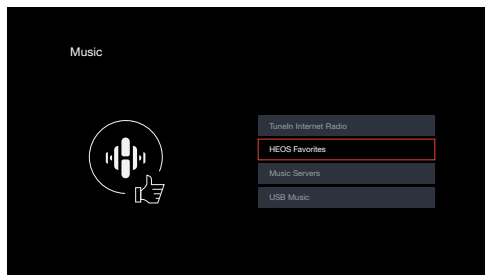 Music
TuneIn Internet Radio
HEOS Favorites
Music Servers
USB Music